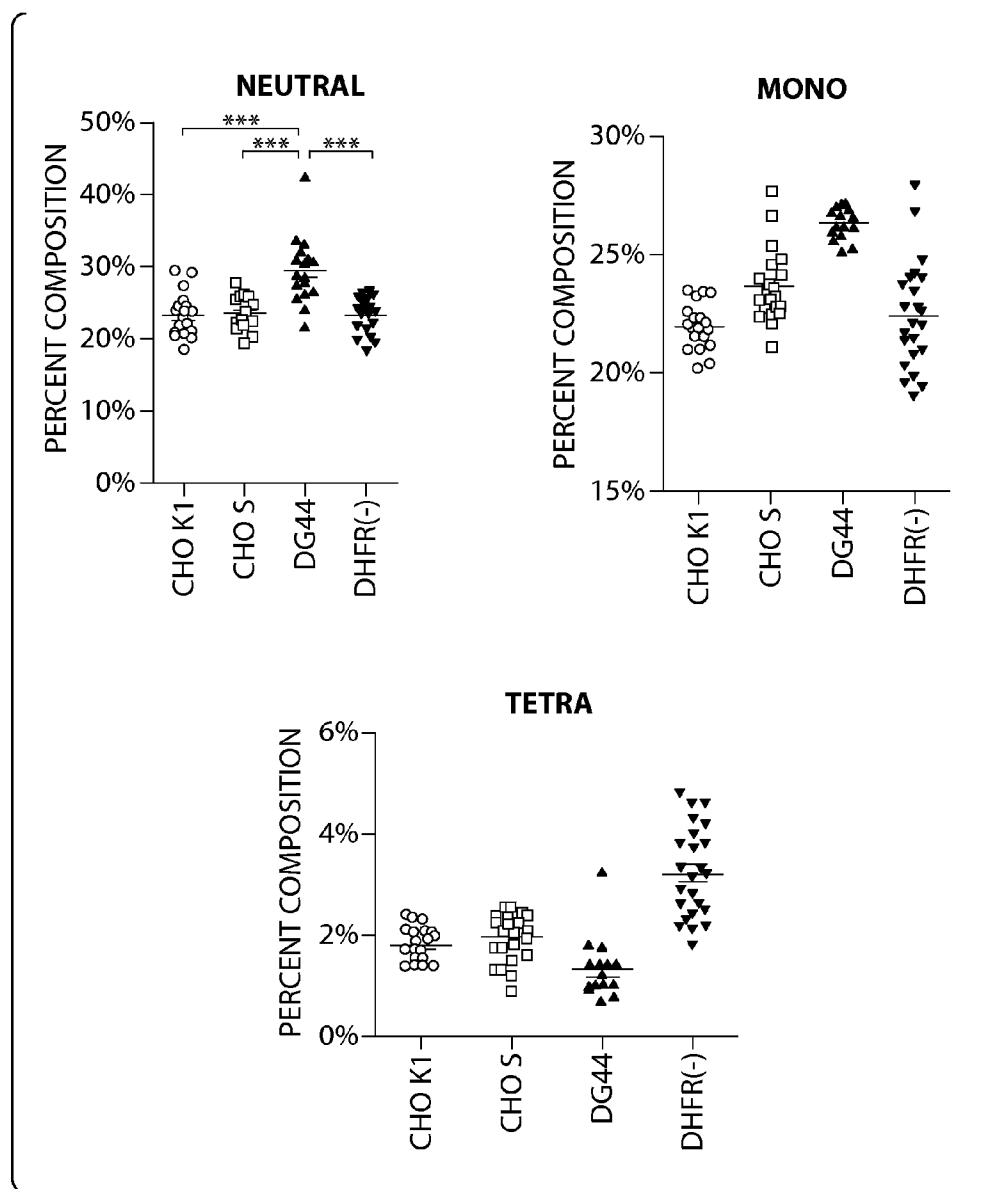 NEUTRAL
PERCENT COMPOSITION
50%
40%
30%
20%
10%
0%
***
*** ***
CHO K1
CHO S
DG44
DHFR(-)
MONO
PERCENT COMPOSITION
30%
25%
20%
15%
CHO K1
CHO S
DG44
DHFR(-)
TETRA
PERCENT COMPOSITION
6%
4%
2%
0%
CHO K1
CHO S
DG44
DHFR(-)